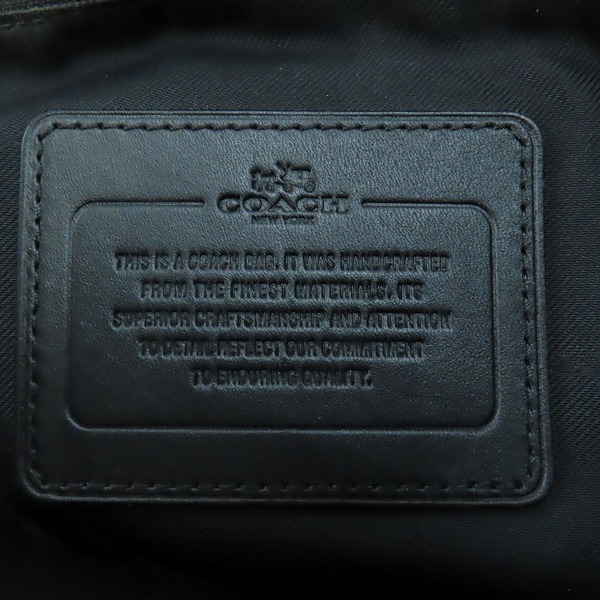 COACH
NEW YORK
THIS IS A COACH BAG. IT WAS HANDCRAFTED
FROM THE FINEST MATERIALS. ITS
SUPERIOR CRAFTSMANSHIP AND ATTENTION
TO DETAIL REFLECT OUR COMMITMENT
TO ENDURING QUALITY.